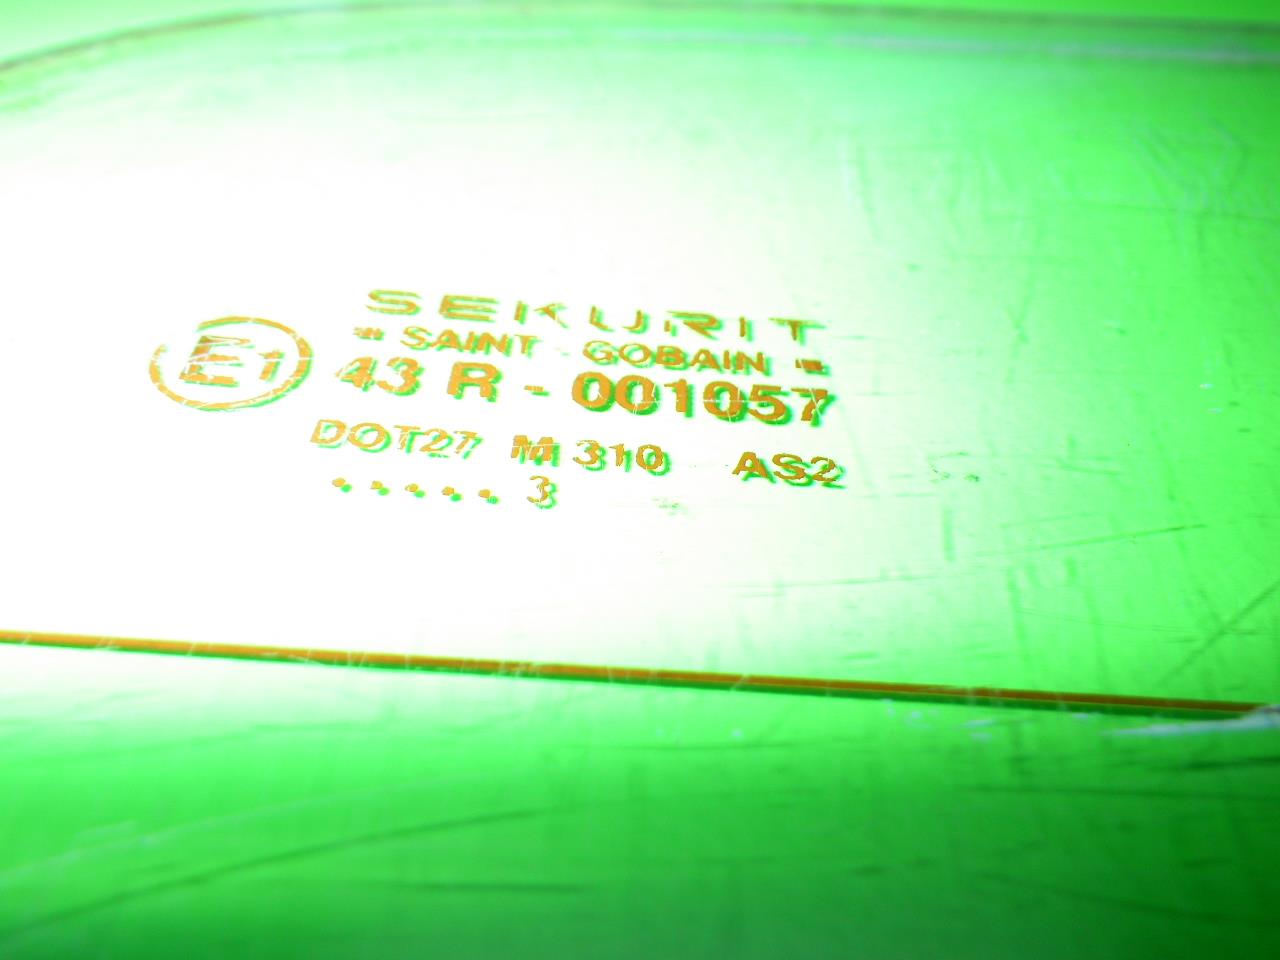 SEKURIT
= SAINT - GOBAIN =
E1
43 R - 001057
DOT27 M 310 AS2
. . . . . 3